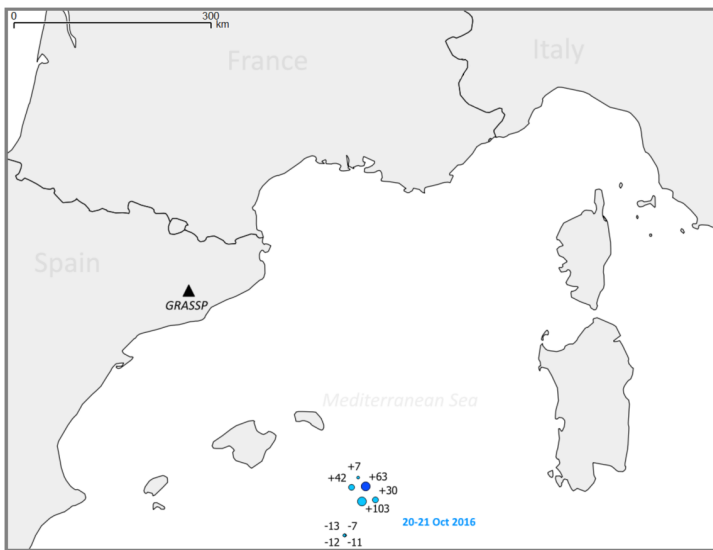 0 300
km
France
Italy
Spain
GRASSP
Mediterranean Sea
+7
+42 +63
+30
+103
20-21 Oct 2016
-13 -7
-12 -11